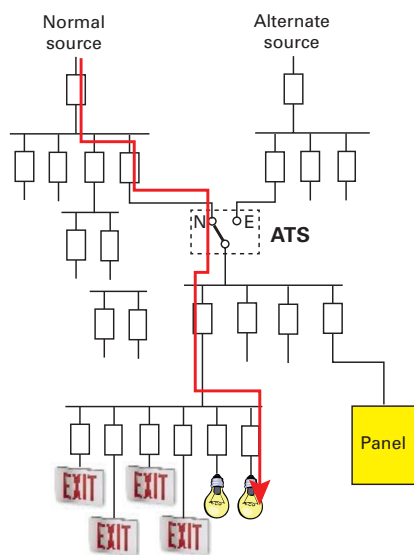 Normal
source
Alternate
source
N
E
ATS
Panel
EXIT
EXIT
EXIT
EXIT